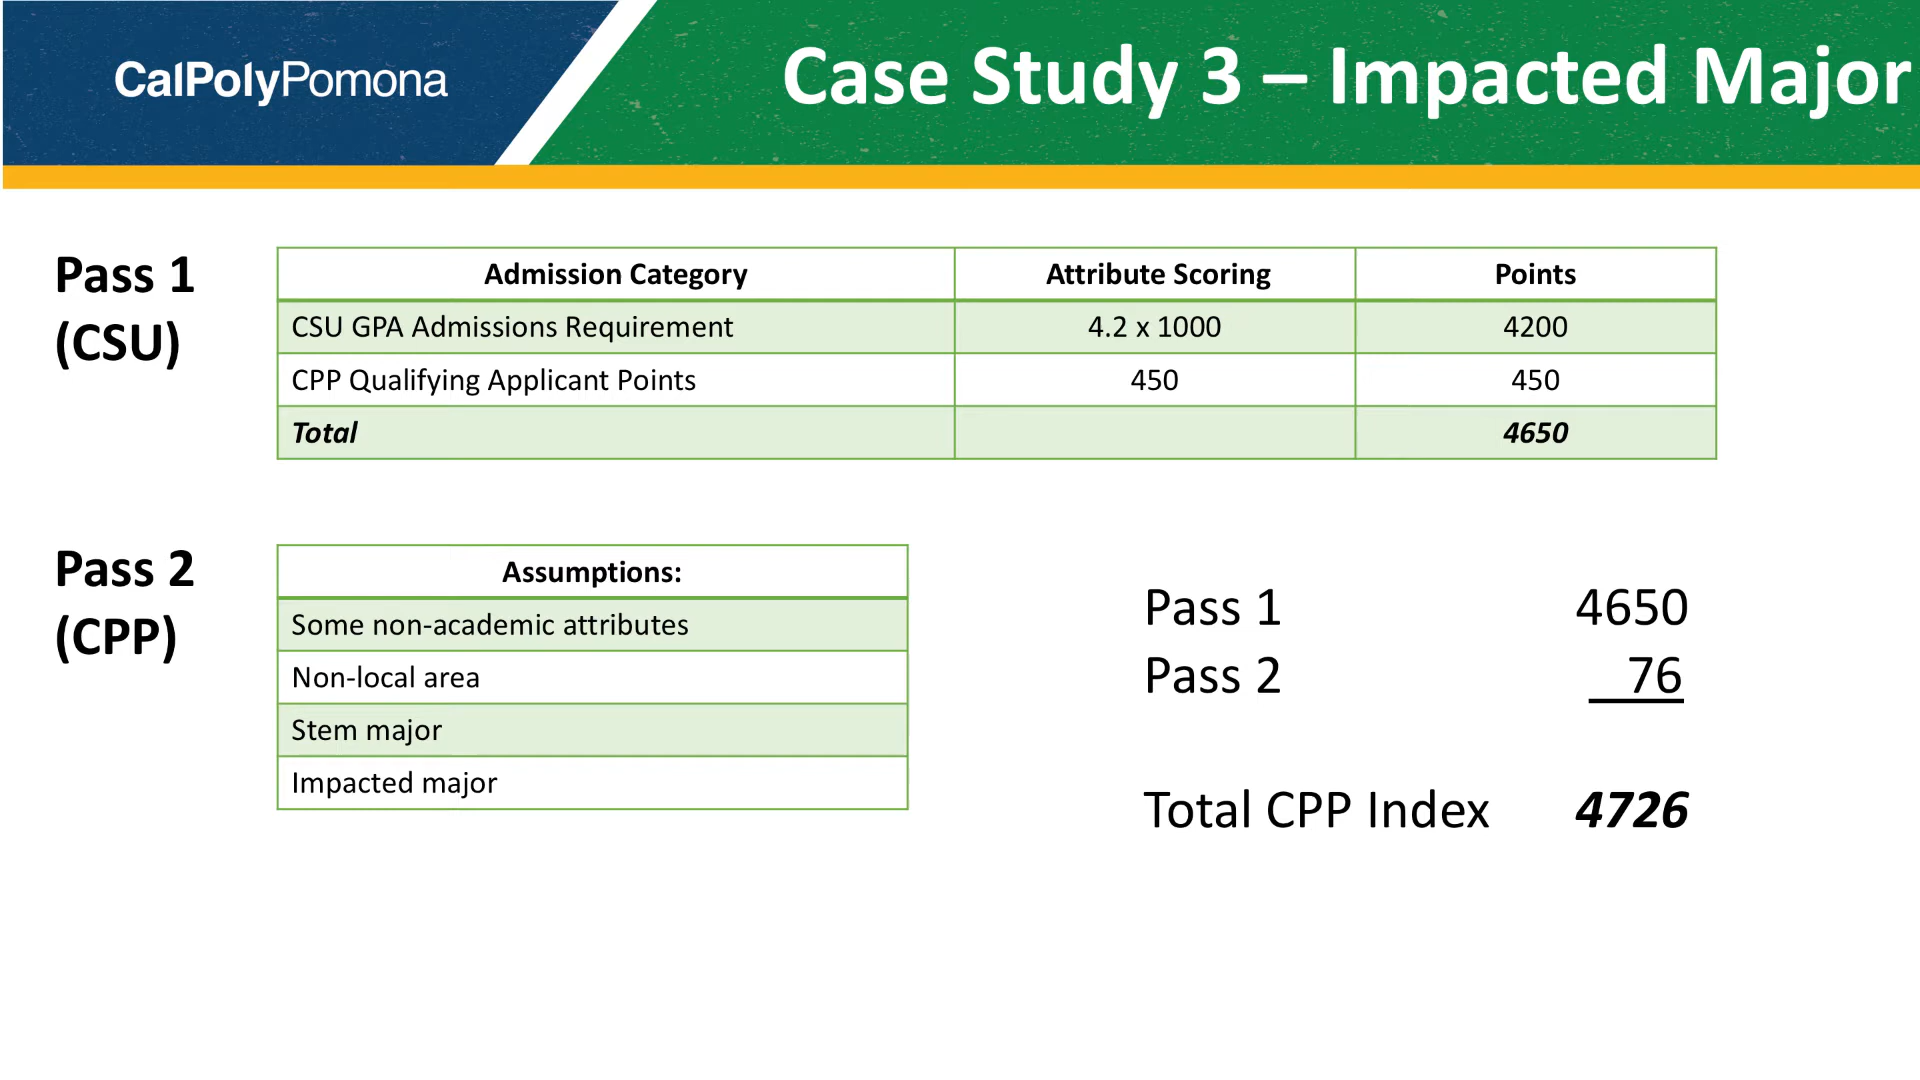 CalPolyPomona
Case Study 3 – Impacted Major
Pass 1
(CSU)
Admission Category Attribute Scoring Points
CSU GPA Admissions Requirement 4.2 x 1000 4200
CPP Qualifying Applicant Points 450 450
Total 4650
Pass 2
(CPP)
Assumptions:
Some non-academic attributes
Non-local area
Stem major
Impacted major
Pass 1 4650
Pass 2 76
Total CPP Index 4726